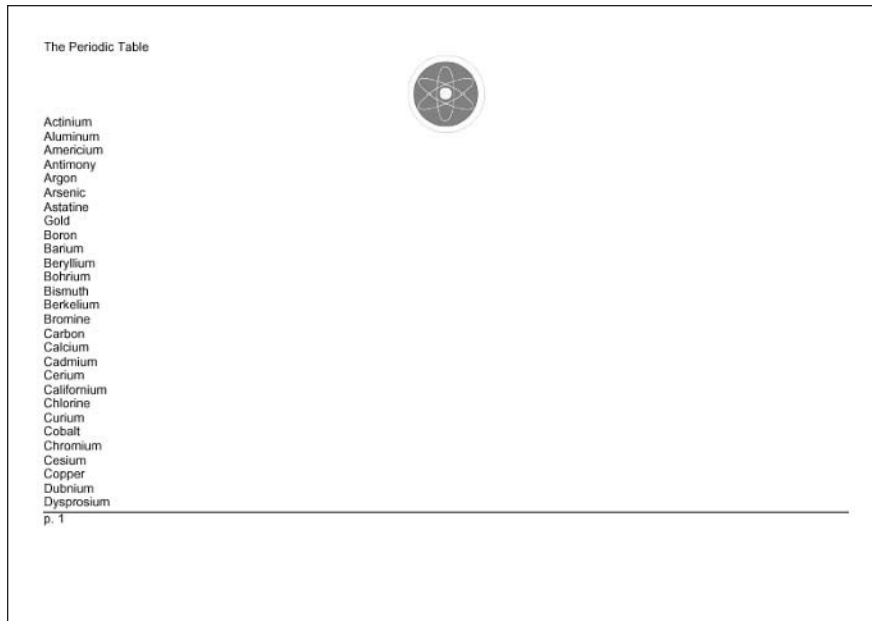 The Periodic Table
Actinium
Aluminum
Americium
Antimony
Argon
Arsenic
Astatine
Gold
Boron
Barium
Beryllium
Bohrium
Bismuth
Berkelium
Bromine
Carbon
Calcium
Cadmium
Cerium
Californium
Chlorine
Curium
Cobalt
Chromium
Cesium
Copper
Dubnium
Dysprosium
p. 1